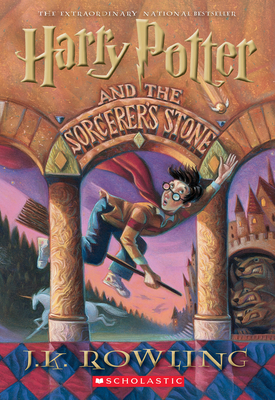 THE EXTRAORDINARY, NATIONAL BESTSELLER
Harry Potter
AND THE
SORCERER'S STONE
J.K. ROWLING
SCHOLASTIC